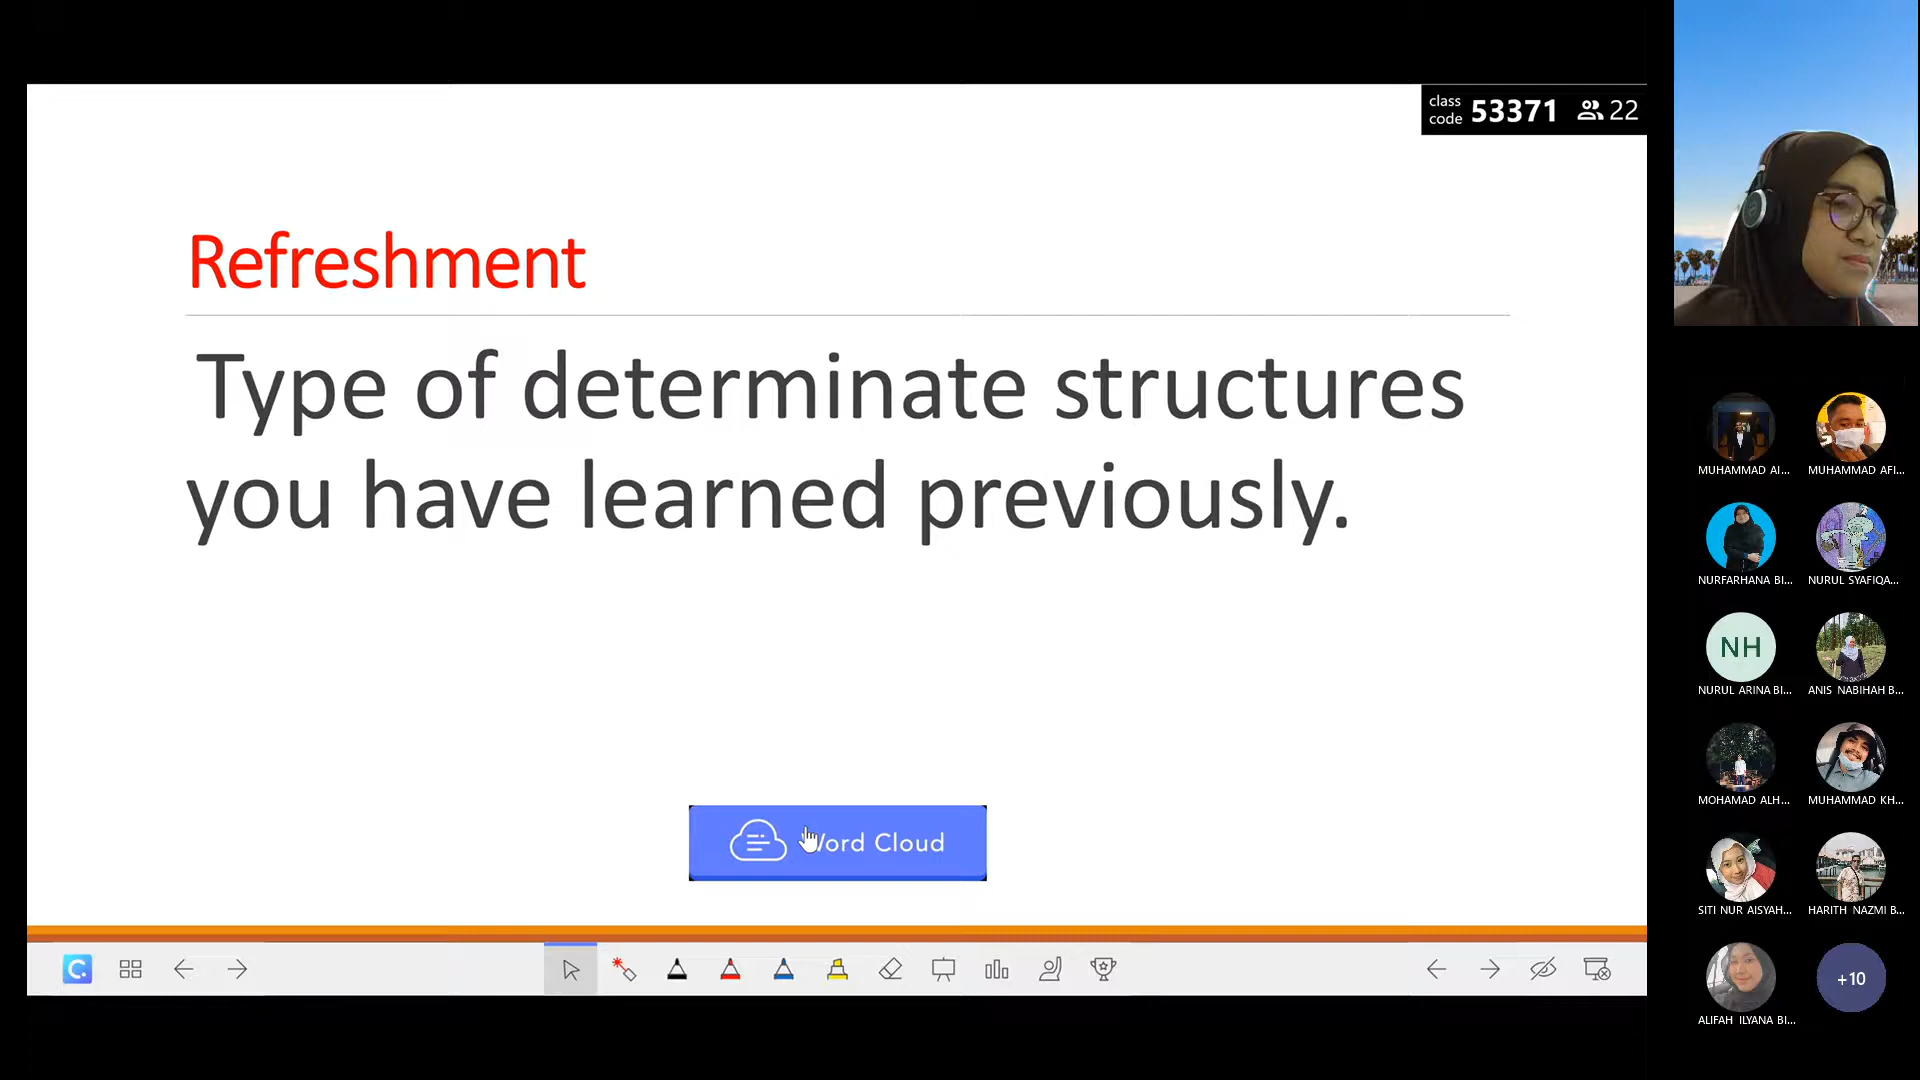 class
code 53371 22
Refreshment
Type of determinate structures
you have learned previously.
Word Cloud
MUHAMMAD AI...
MUHAMMAD AFI...
NURFARHANA BI...
NURUL SYAFIQA...
NH
NURUL ARINA BI...
ANIS NABIHAH B...
MOHAMAD ALH...
MUHAMMAD KH...
SITI NUR AISYAH...
HARITH NAZMI B...
ALIFAH ILYANA BI...
+10